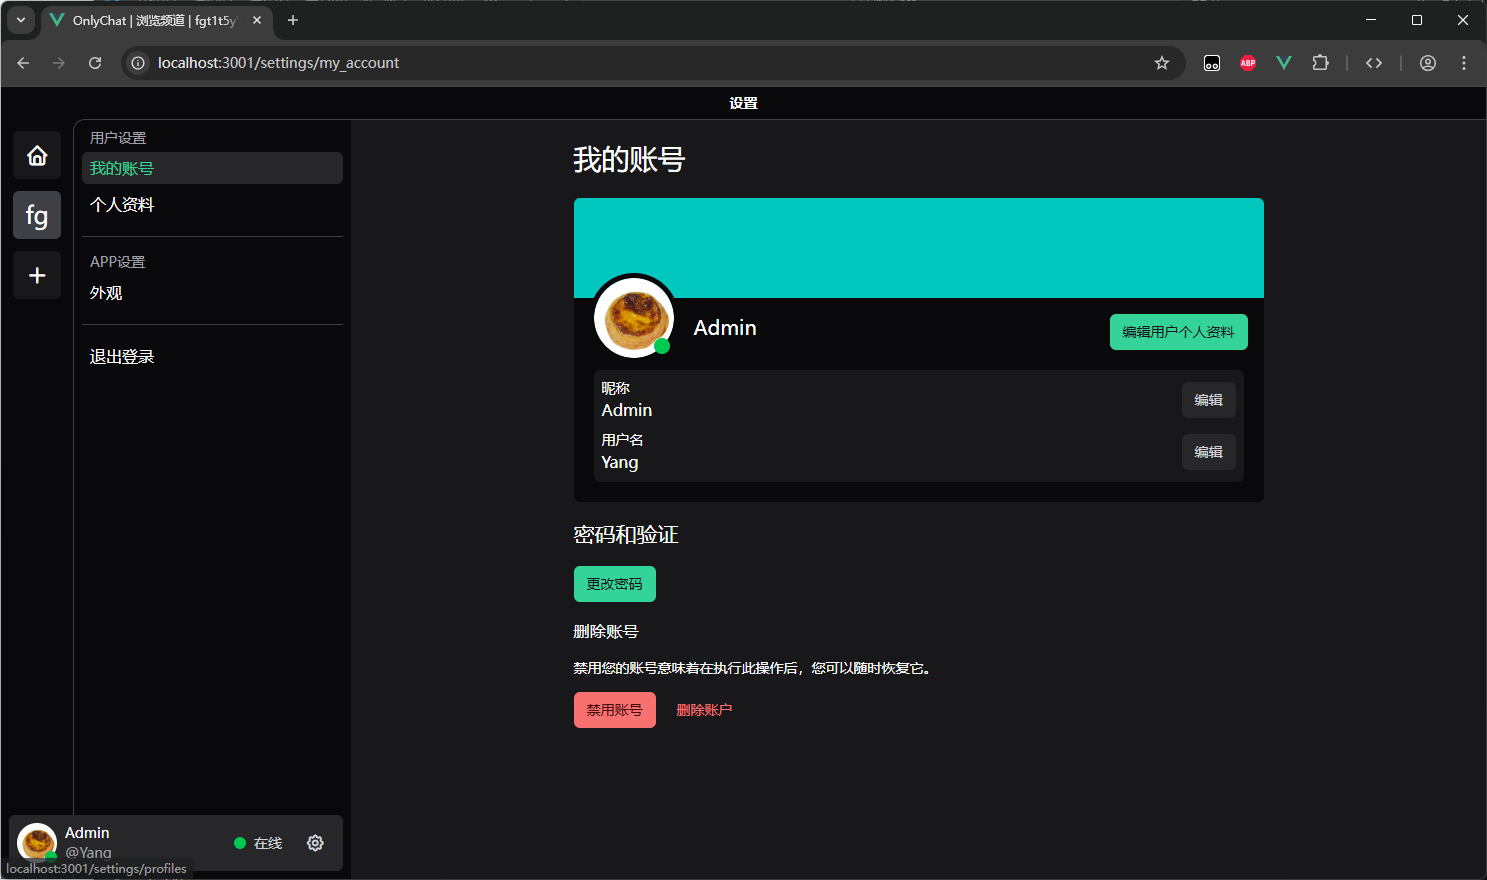 OnlyChat | 浏览频道 | fgt1t5y
localhost:3001/settings/my_account
ABP
设置
fg
用户设置
我的账号
个人资料
APP设置
外观
退出登录
我的账号
Admin
编辑用户个人资料
昵称
Admin
编辑
用户名
Yang
编辑
密码和验证
更改密码
删除账号
禁用您的账号意味着在执行此操作后，您可以随时恢复它。
禁用账号
删除账户
Admin
@Yang
在线
localhost:3001/settings/profiles